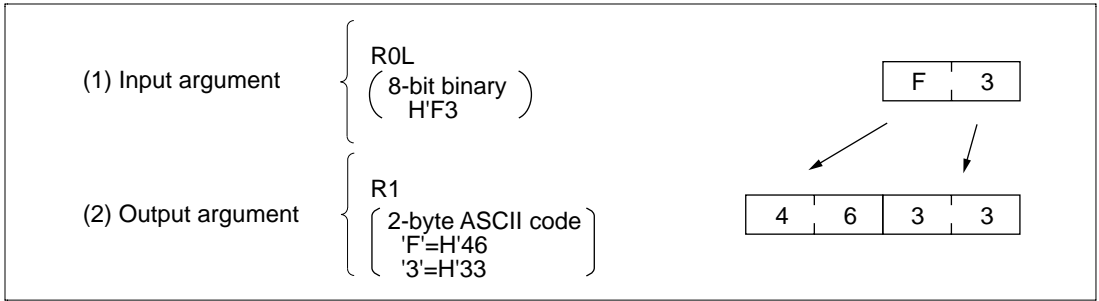 (1) Input argument
R0L
8-bit binary
H'F3
F 3
(2) Output argument
R1
2-byte ASCII code
'F'=H'46
'3'=H'33
4 6 3 3